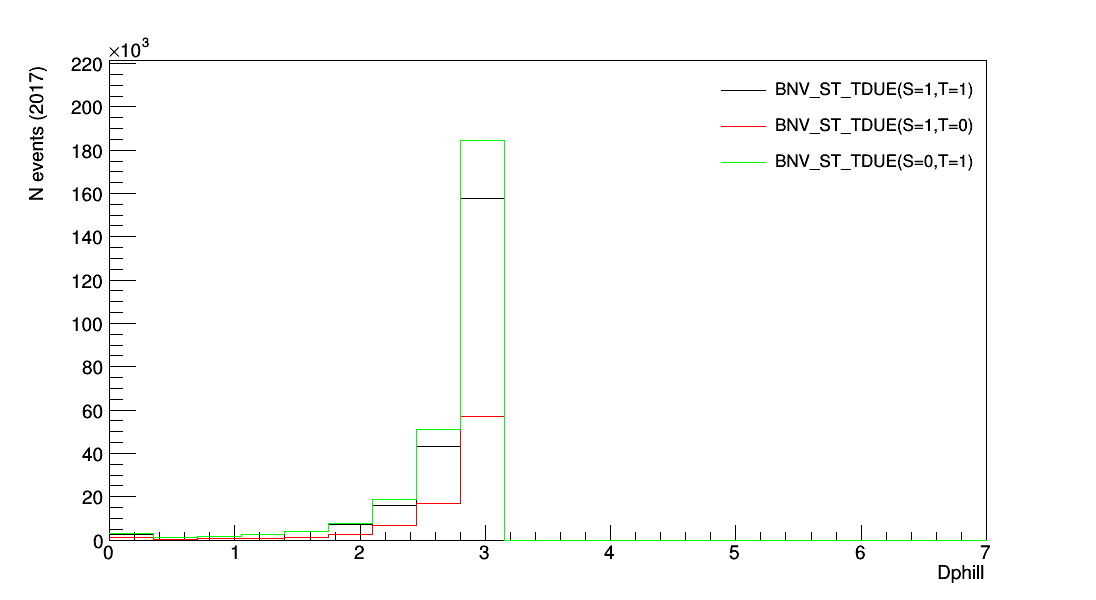 ×10³
220
200
180
160
140
120
100
80
60
40
20
0
N events (2017)
BNV_ST_TDUE(S=1,T=1)
BNV_ST_TDUE(S=1,T=0)
BNV_ST_TDUE(S=0,T=1)
0 1 2 3 4 5 6 7
Dphill